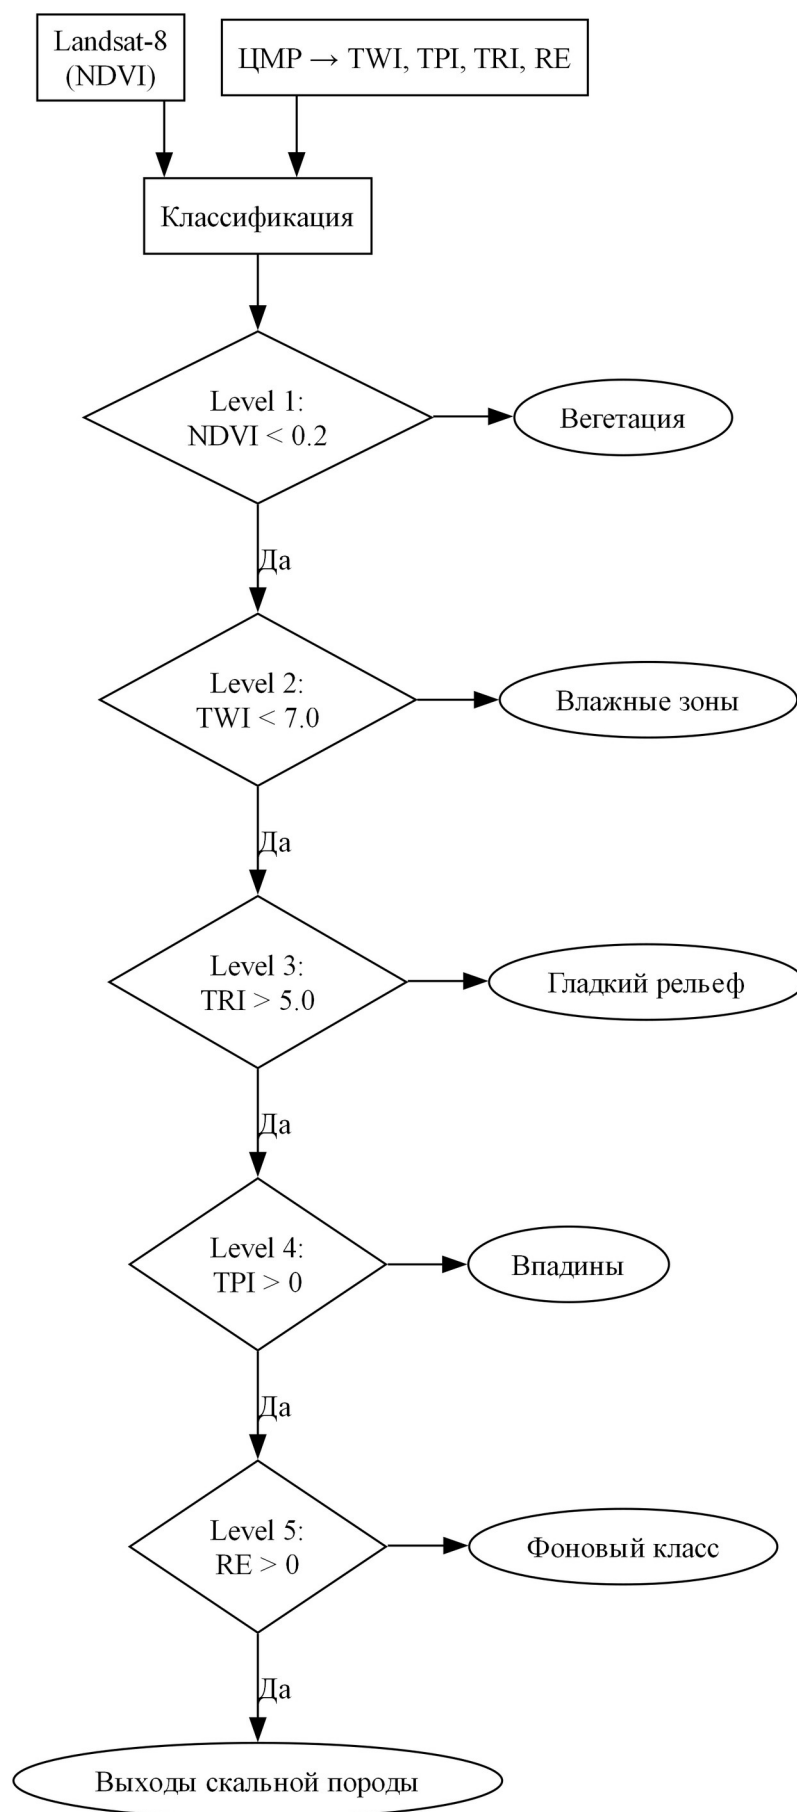 Landsat-8
(NDVI)
ЦМР → TWI, TPI, TRI, RE
Классификация
Level 1:
NDVI < 0.2
Вегетация
Да
Level 2:
TWI < 7.0
Влажные зоны
Да
Level 3:
TRI > 5.0
Гладкий рельеф
Да
Level 4:
TPI > 0
Впадины
Да
Level 5:
RE > 0
Фоновый класс
Да
Выходы скальной породы